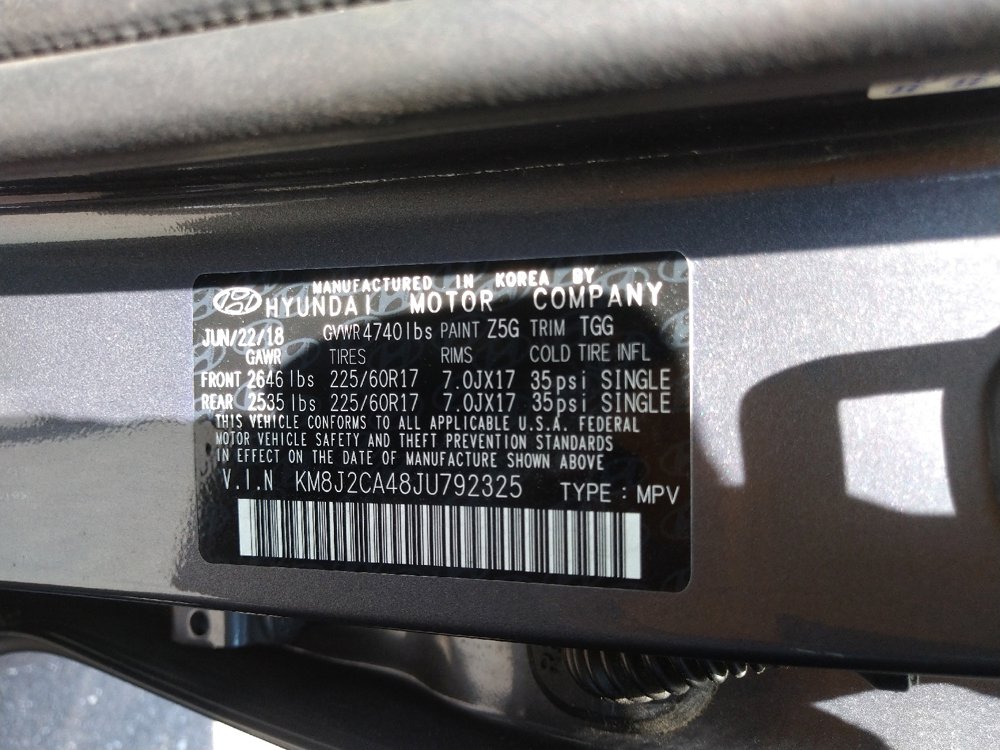 MANUFACTURED IN KOREA BY
HYUNDAI MOTOR COMPANY
JUN/22/18 GVWR 4740lbs PAINT Z5G TRIM TGG
GAWR TIRES RIMS COLD TIRE INFL
FRONT 2646 lbs 225/60R17 7.0JX17 35psi SINGLE
REAR 2535 lbs 225/60R17 7.0JX17 35psi SINGLE
THIS VEHICLE CONFORMS TO ALL APPLICABLE U.S.A. FEDERAL
MOTOR VEHICLE SAFETY AND THEFT PREVENTION STANDARDS
IN EFFECT ON THE DATE OF MANUFACTURE SHOWN ABOVE
V.I.N KM8J2CA48JU792325 TYPE : MPV